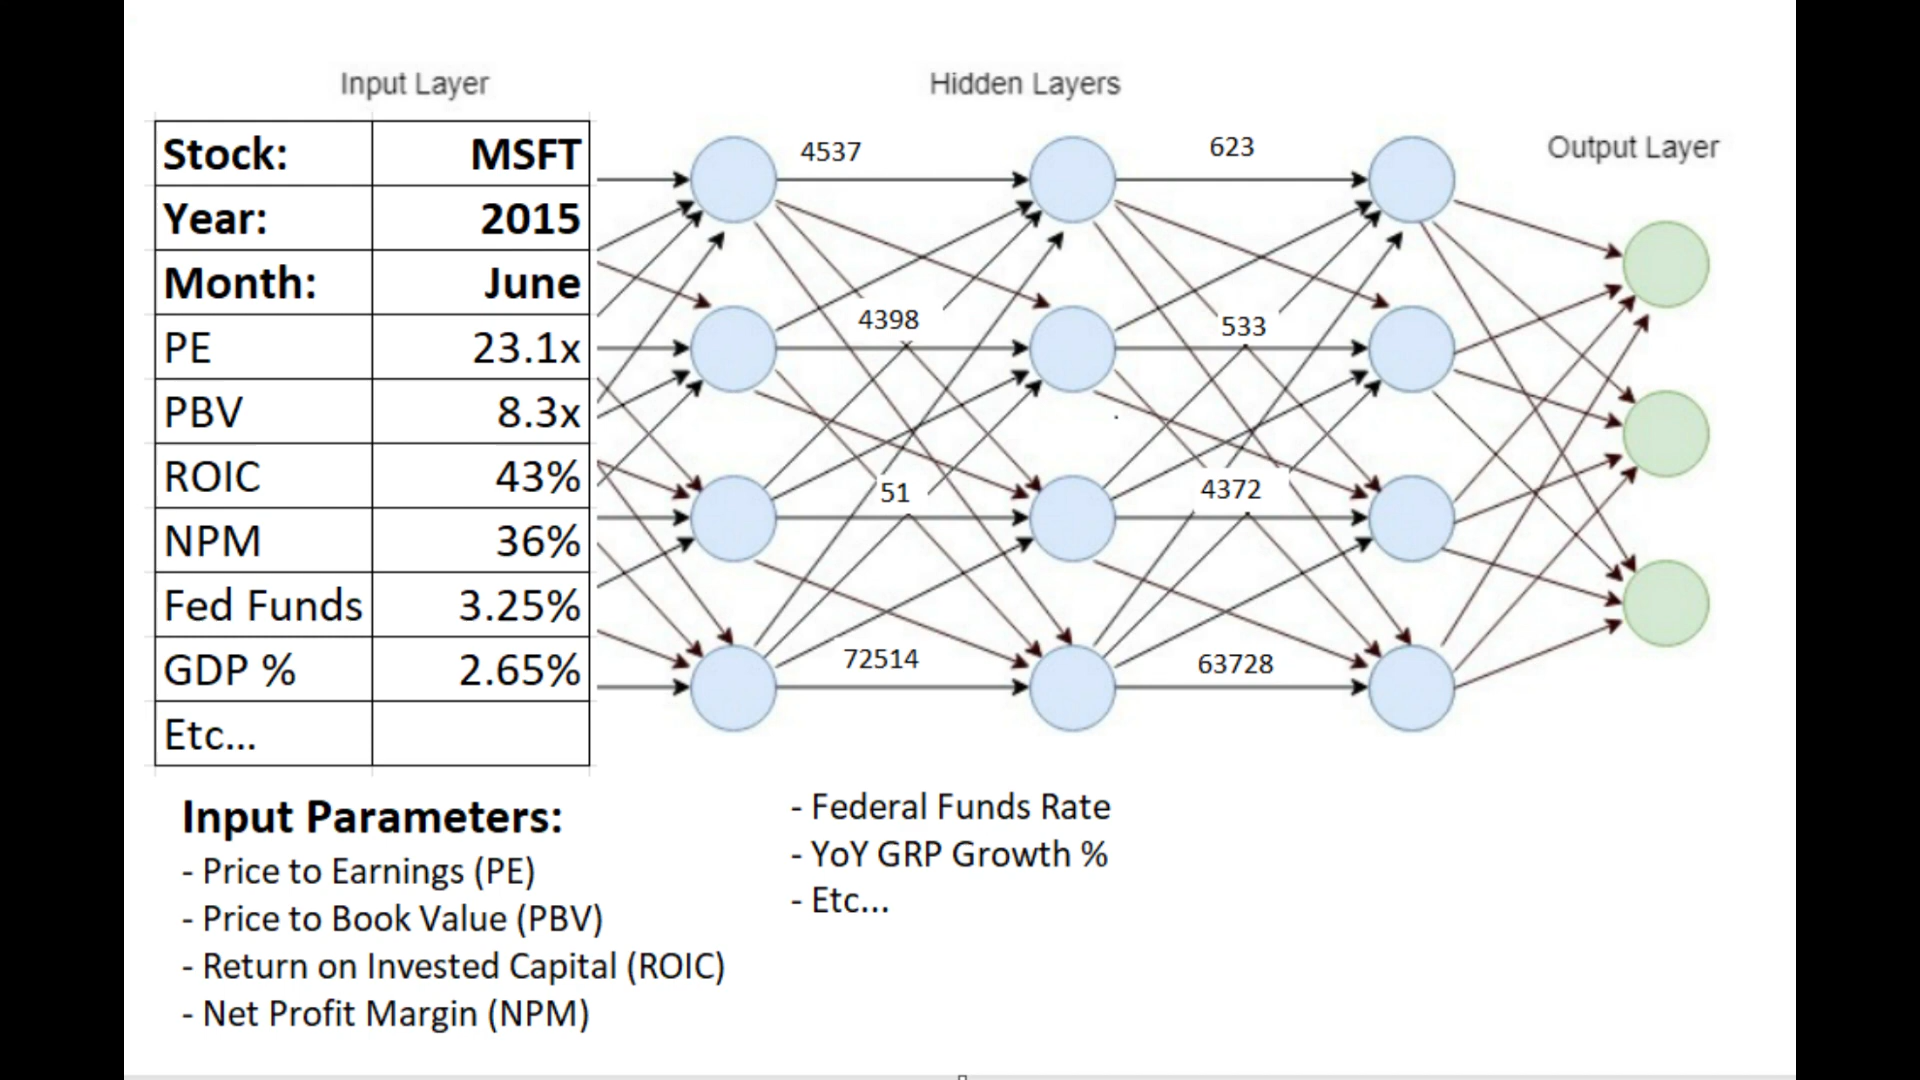 Input Layer
Hidden Layers
Output Layer
Stock: MSFT
Year: 2015
Month: June
PE 23.1x
PBV 8.3x
ROIC 43%
NPM 36%
Fed Funds 3.25%
GDP % 2.65%
Etc...
4537
623
4398
533
51
4372
72514
63728
Input Parameters:
- Price to Earnings (PE)
- Price to Book Value (PBV)
- Return on Invested Capital (ROIC)
- Net Profit Margin (NPM)
- Federal Funds Rate
- YoY GRP Growth %
- Etc...